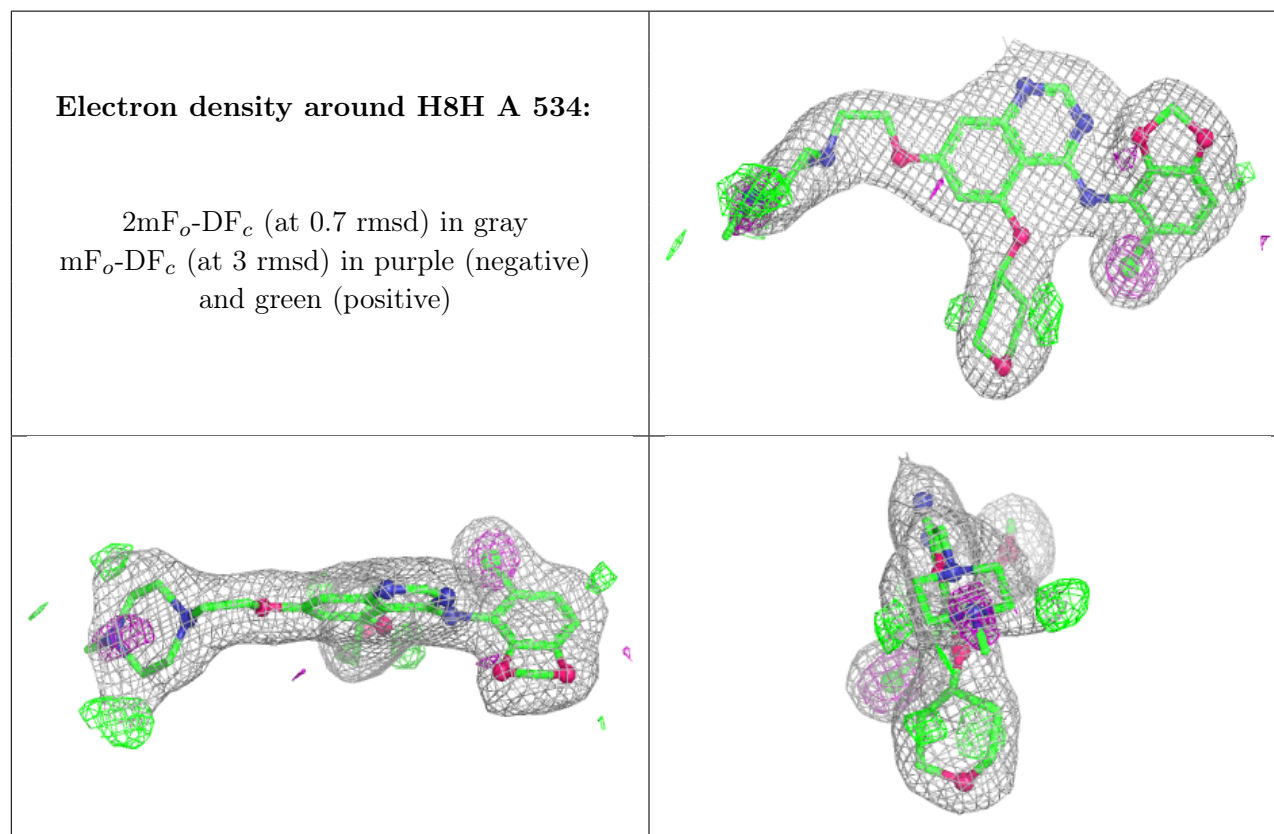 Electron density around H8H A 534:
2mFo-DFc (at 0.7 rmsd) in gray
mFo-DFc (at 3 rmsd) in purple (negative)
and green (positive)